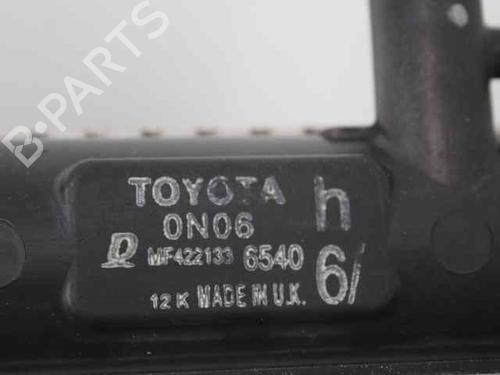 TOYOTA h
0N06
D MF422133 6540 6/
12 K MADE IN U.K.
B-PARTS